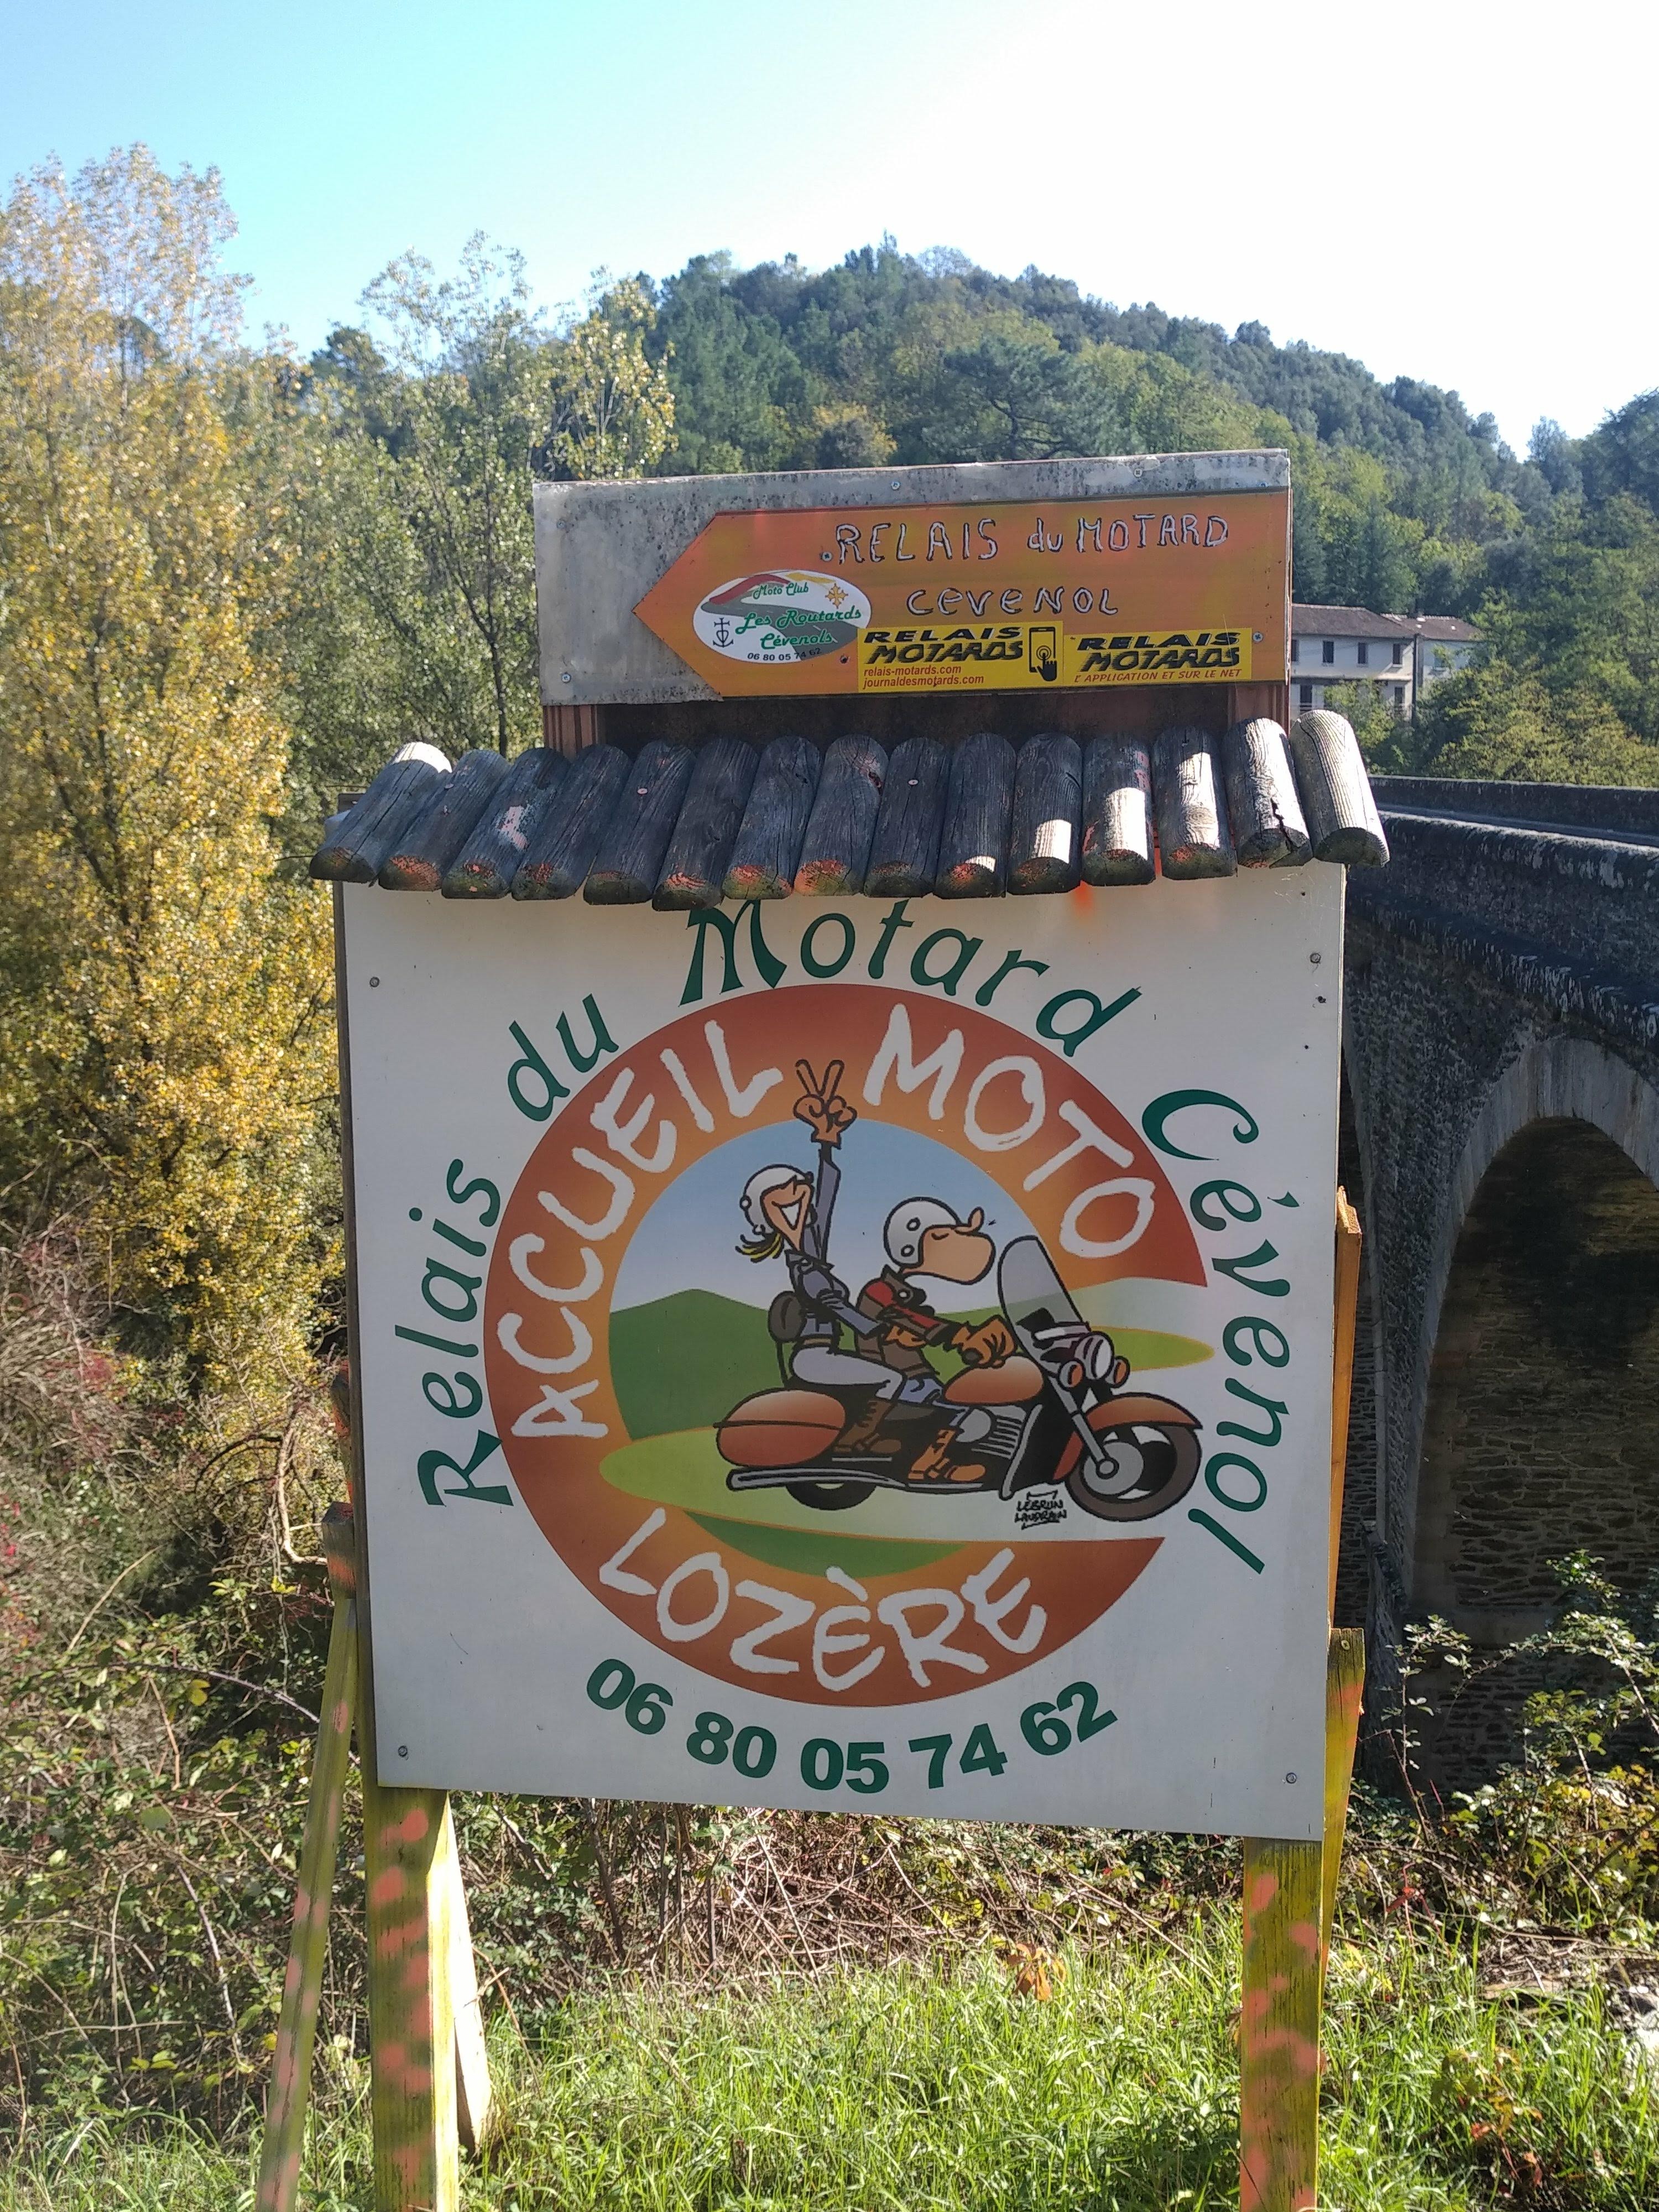 RELAIS du MOTARD
CEVENOL
Moto Club
Les Routards
Cévenols
06 80 05 74 62
RELAIS
MOTARDS
relais-motards.com
journaldesmotards.com
RELAIS
MOTARDS
L'APPLICATION ET SUR LE NET
Relais du Motard Cévenol
ACCUEIL MOTO
LEBRUN
LAUDRAIN
LOZÈRE
06 80 05 74 62